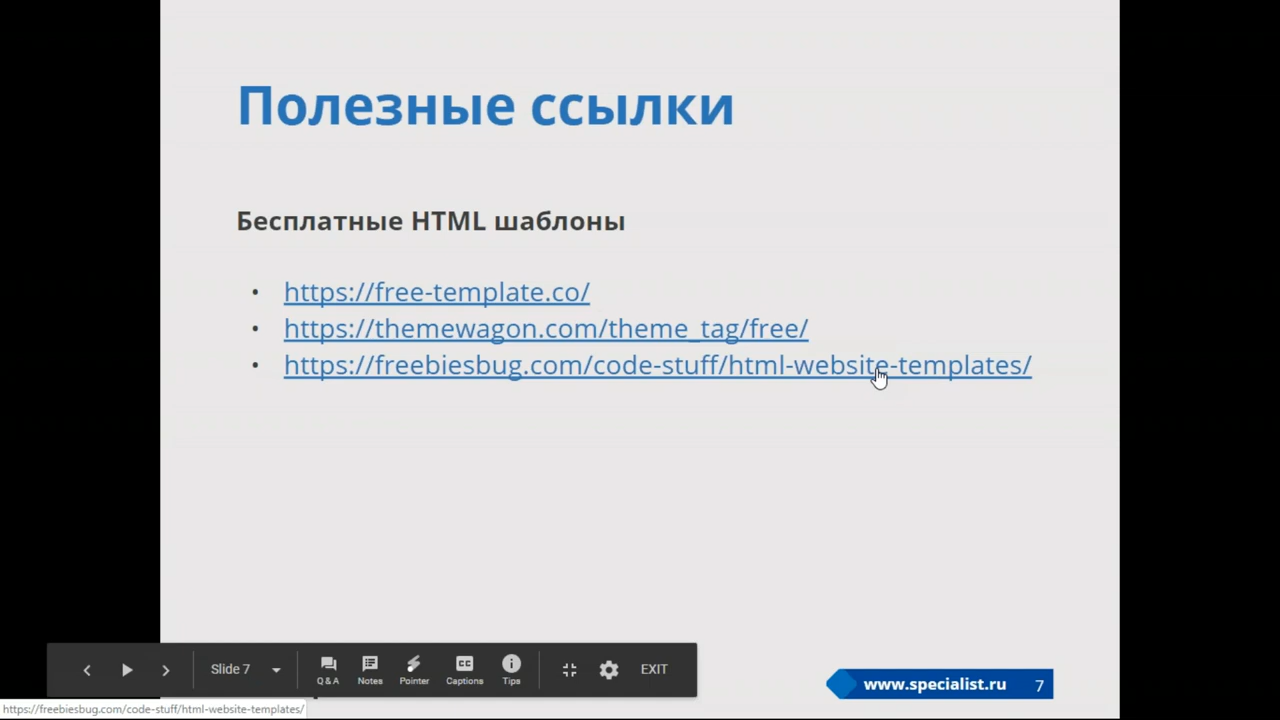 Полезные ссылки
Бесплатные HTML шаблоны
• https://free-template.co/
• https://themewagon.com/theme_tag/free/
• https://freebiesbug.com/code-stuff/html-website-templates/
Slide 7
Q&A
Notes
Pointer
CC
Captions
Tips
EXIT
www.specialist.ru 7
https://freebiesbug.com/code-stuff/html-website-templates/